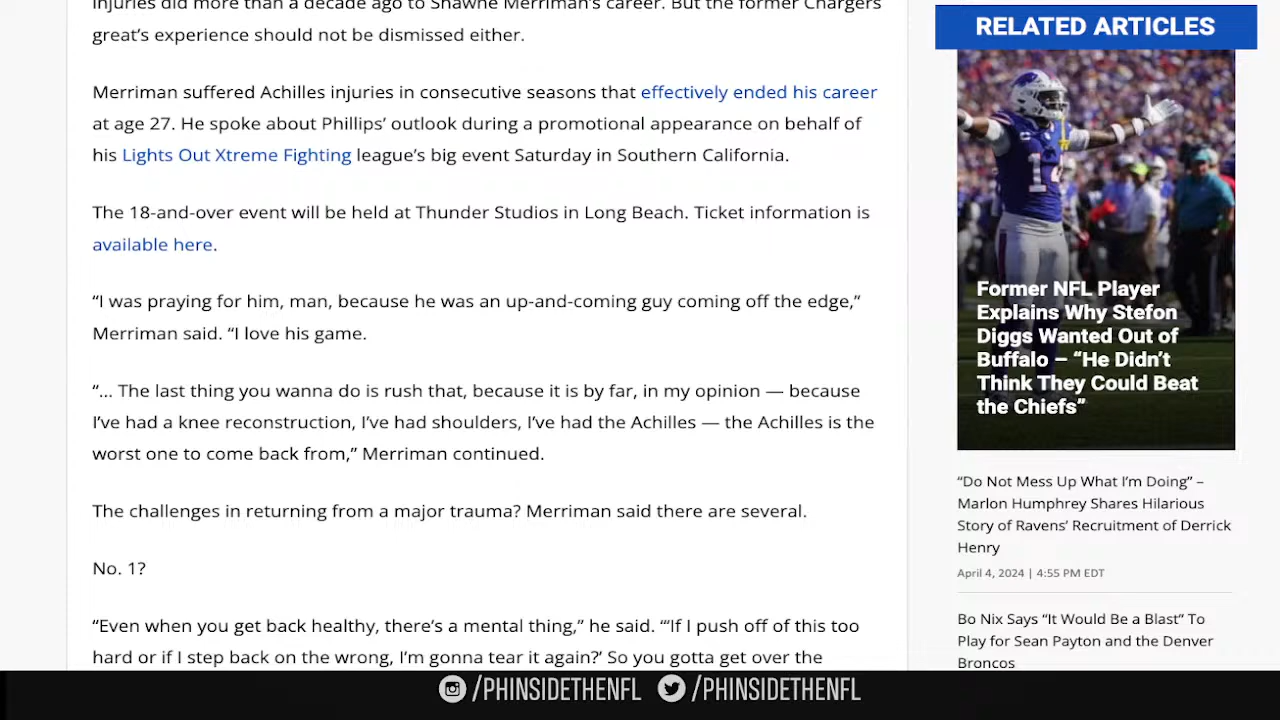 injuries did more than a decade ago to Shawne Merriman's career. But the former Chargers
great's experience should not be dismissed either.
Merriman suffered Achilles injuries in consecutive seasons that effectively ended his career
at age 27. He spoke about Phillips' outlook during a promotional appearance on behalf of
his Lights Out Xtreme Fighting league's big event Saturday in Southern California.
The 18-and-over event will be held at Thunder Studios in Long Beach. Ticket information is
available here.
“I was praying for him, man, because he was an up-and-coming guy coming off the edge,”
Merriman said. “I love his game.
“… The last thing you wanna do is rush that, because it is by far, in my opinion — because
I've had a knee reconstruction, I've had shoulders, I've had the Achilles — the Achilles is the
worst one to come back from,” Merriman continued.
The challenges in returning from a major trauma? Merriman said there are several.
No. 1?
“Even when you get back healthy, there's a mental thing,” he said. “‘If I push off of this too
hard or if I step back on the wrong, I'm gonna tear it again?’ So you gotta get over the
RELATED ARTICLES
14
Former NFL Player
Explains Why Stefon
Diggs Wanted Out of
Buffalo – “He Didn't
Think They Could Beat
the Chiefs”
“Do Not Mess Up What I'm Doing” –
Marlon Humphrey Shares Hilarious
Story of Ravens' Recruitment of Derrick
Henry
April 4, 2024 | 4:55 PM EDT
Bo Nix Says “It Would Be a Blast” To
Play for Sean Payton and the Denver
Broncos
/PHINSIDETHENFL /PHINSIDETHENFL